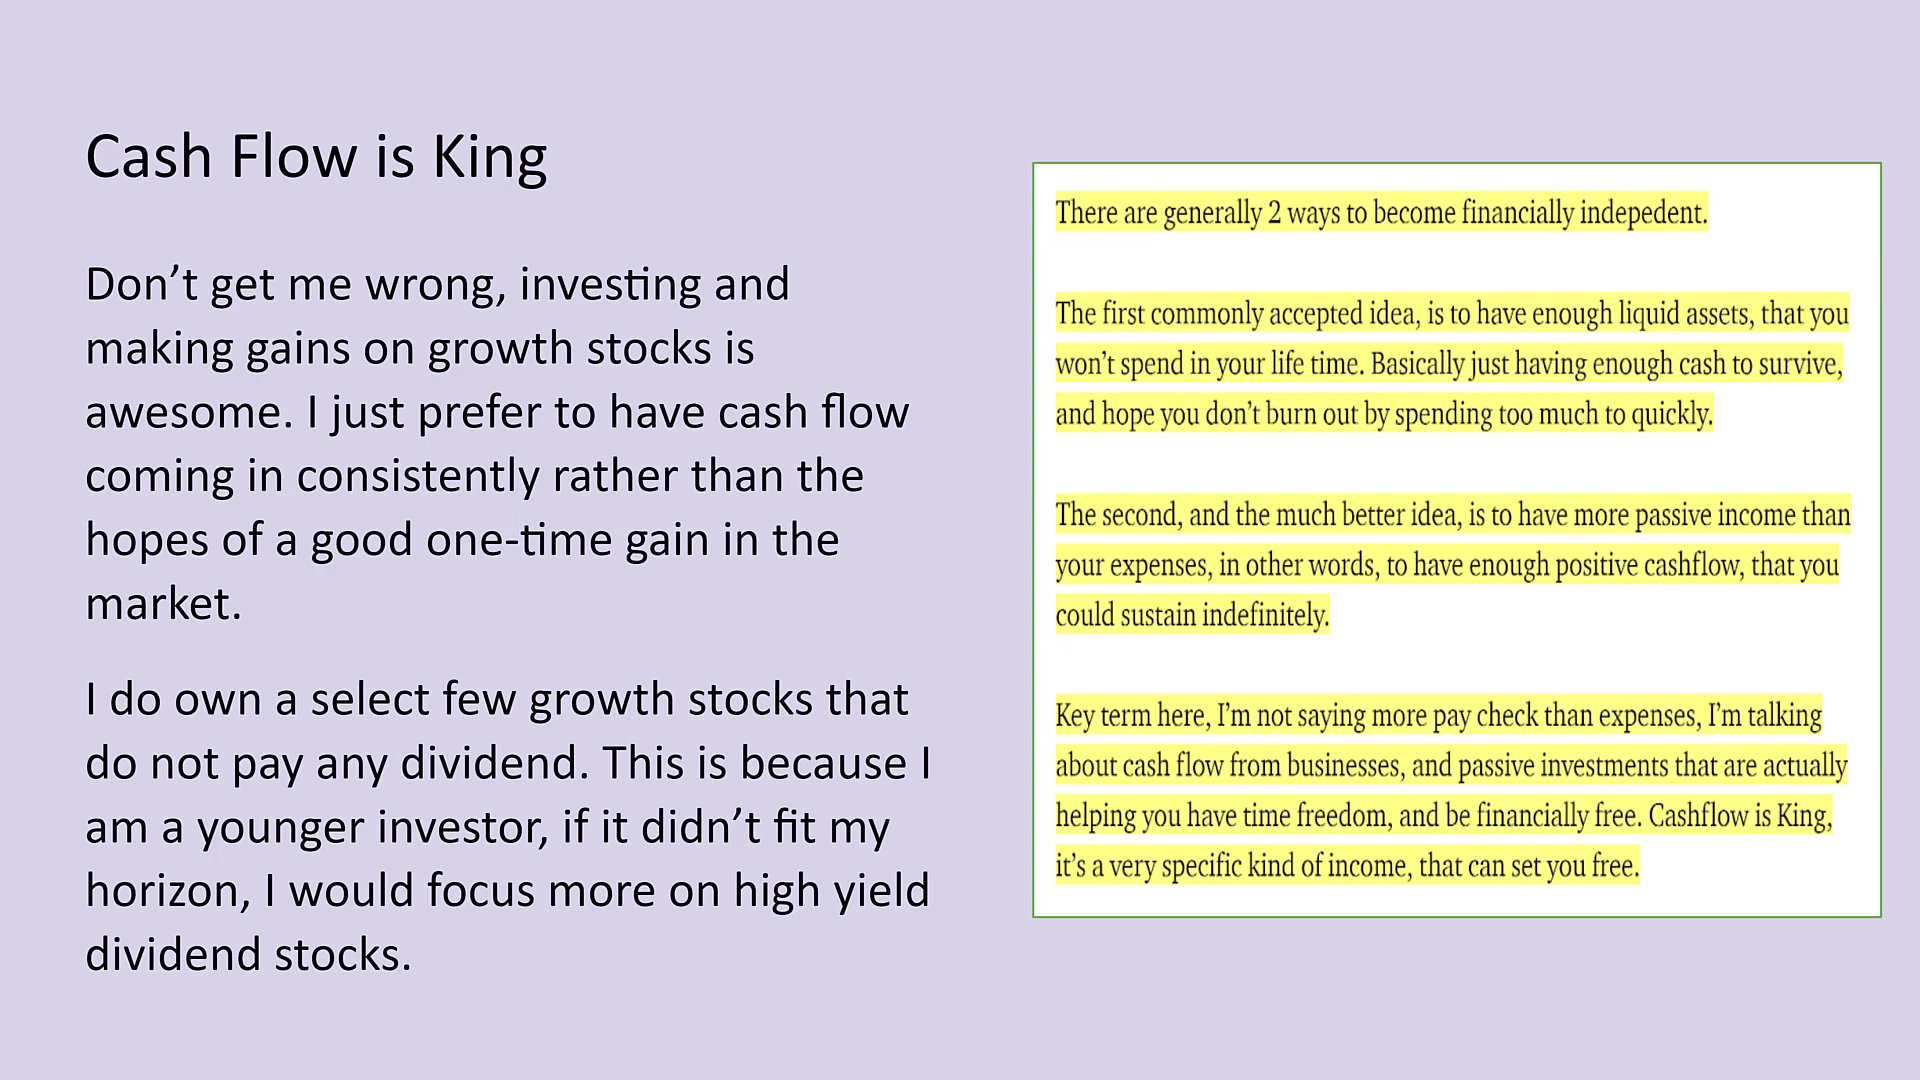 Cash Flow is King
Don’t get me wrong, investing and
making gains on growth stocks is
awesome. I just prefer to have cash flow
coming in consistently rather than the
hopes of a good one-time gain in the
market.
I do own a select few growth stocks that
do not pay any dividend. This is because I
am a younger investor, if it didn’t fit my
horizon, I would focus more on high yield
dividend stocks.
There are generally 2 ways to become financially indepedent.
The first commonly accepted idea, is to have enough liquid assets, that you
won’t spend in your life time. Basically just having enough cash to survive,
and hope you don’t burn out by spending too much to quickly.
The second, and the much better idea, is to have more passive income than
your expenses, in other words, to have enough positive cashflow, that you
could sustain indefinitely.
Key term here, I’m not saying more pay check than expenses, I’m talking
about cash flow from businesses, and passive investments that are actually
helping you have time freedom, and be financially free. Cashflow is King,
it’s a very specific kind of income, that can set you free.